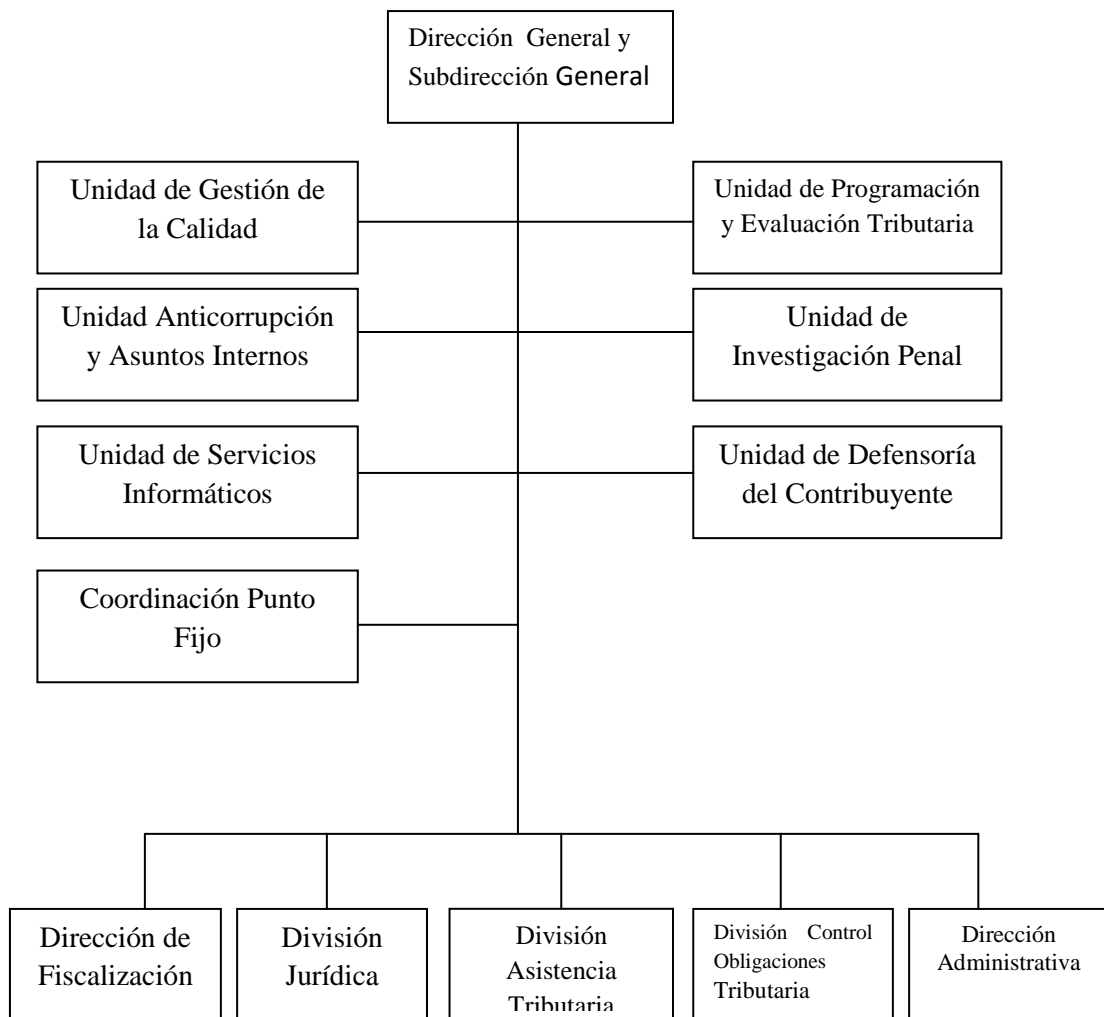 Dirección General y
Subdirección General
Unidad de Gestión de
la Calidad
Unidad de Programación
y Evaluación Tributaria
Unidad Anticorrupción
y Asuntos Internos
Unidad de
Investigación Penal
Unidad de Servicios
Informáticos
Unidad de Defensoría
del Contribuyente
Coordinación Punto
Fijo
Dirección de
Fiscalización
División
Jurídica
División
Asistencia
Tributaria
División Control
Obligaciones
Tributaria
Dirección
Administrativa